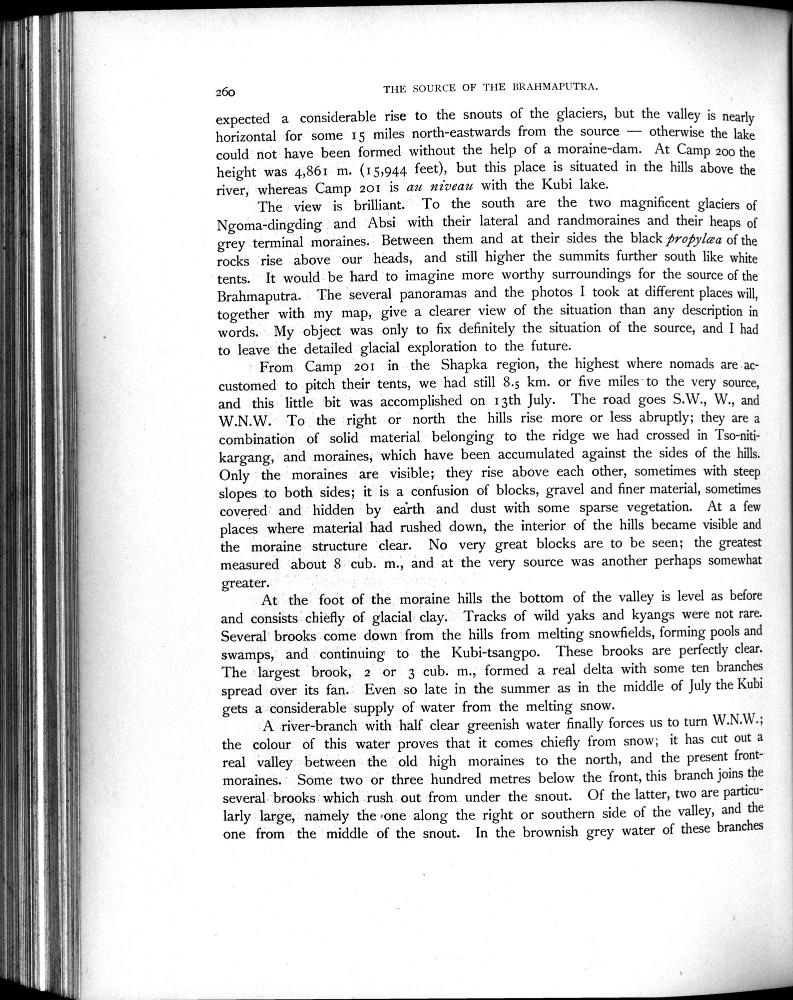 260
THE SOURCE OF THE BRAHMAPUTRA.
expected a considerable rise to the snouts of the glaciers, but the valley is nearly
horizontal for some 15 miles north-eastwards from the source — otherwise the lake
could not have been formed without the help of a moraine-dam. At Camp 200 the
height was 4,861 m. (15,944 feet), but this place is situated in the hills above the
river, whereas Camp 201 is au niveau with the Kubi lake.
The view is brilliant. To the south are the two magnificent glaciers of
Ngoma-dingding and Absi with their lateral and randmoraines and their heaps of
grey terminal moraines. Between them and at their sides the black propylæa of the
rocks rise above our heads, and still higher the summits further south like white
tents. It would be hard to imagine more worthy surroundings for the source of the
Brahmaputra. The several panoramas and the photos I took at different places will,
together with my map, give a clearer view of the situation than any description in
words. My object was only to fix definitely the situation of the source, and I had
to leave the detailed glacial exploration to the future.
From Camp 201 in the Shapka region, the highest where nomads are ac-
customed to pitch their tents, we had still 8.5 km. or five miles to the very source,
and this little bit was accomplished on 13th July. The road goes S.W., W., and
W.N.W. To the right or north the hills rise more or less abruptly; they are a
combination of solid material belonging to the ridge we had crossed in Tso-niti-
kargang, and moraines, which have been accumulated against the sides of the hills.
Only the moraines are visible; they rise above each other, sometimes with steep
slopes to both sides; it is a confusion of blocks, gravel and finer material, sometimes
covered and hidden by earth and dust with some sparse vegetation. At a few
places where material had rushed down, the interior of the hills became visible and
the moraine structure clear. No very great blocks are to be seen; the greatest
measured about 8 cub. m., and at the very source was another perhaps somewhat
greater.
At the foot of the moraine hills the bottom of the valley is level as before
and consists chiefly of glacial clay. Tracks of wild yaks and kyangs were not rare.
Several brooks come down from the hills from melting snowfields, forming pools and
swamps, and continuing to the Kubi-tsangpo. These brooks are perfectly clear.
The largest brook, 2 or 3 cub. m., formed a real delta with some ten branches
spread over its fan. Even so late in the summer as in the middle of July the Kubi
gets a considerable supply of water from the melting snow.
A river-branch with half clear greenish water finally forces us to turn W.N.W.;
the colour of this water proves that it comes chiefly from snow; it has cut out a
real valley between the old high moraines to the north, and the present front-
moraines. Some two or three hundred metres below the front, this branch joins the
several brooks which rush out from under the snout. Of the latter, two are particu-
larly large, namely the one along the right or southern side of the valley, and the
one from the middle of the snout. In the brownish grey water of these branches